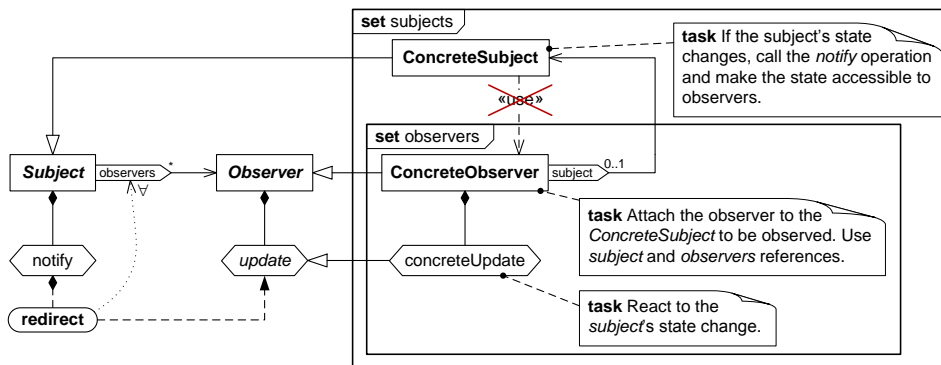 set subjects
ConcreteSubject
task If the subject's state
changes, call the notify operation
and make the state accessible to
observers.
«use»
set observers
Subject
observers
*
∀
Observer
ConcreteObserver
subject
0..1
task Attach the observer to the
ConcreteSubject to be observed. Use
subject and observers references.
notify
update
concreteUpdate
task React to the
subject's state change.
redirect